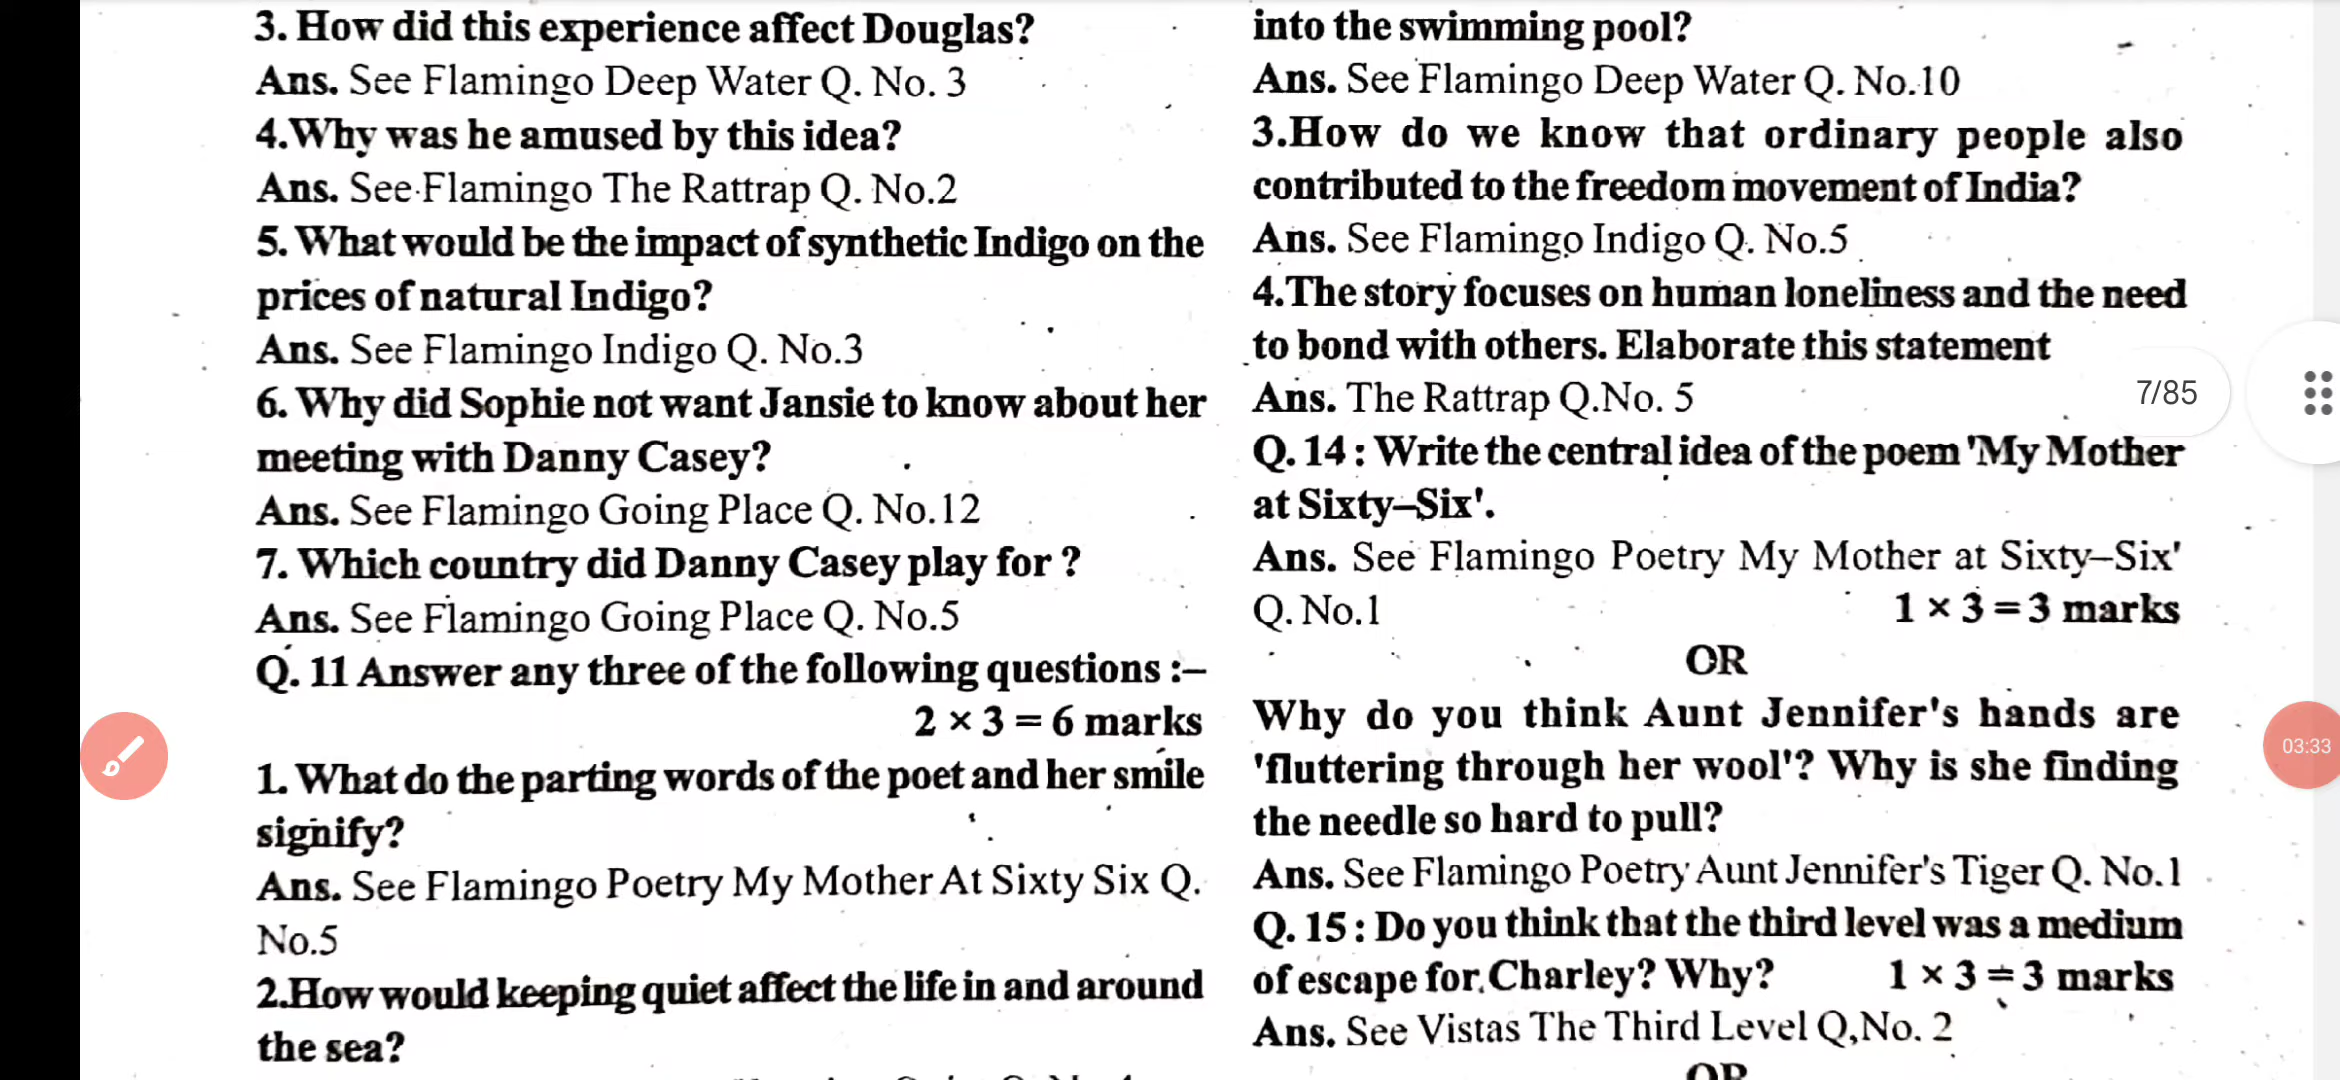 3. How did this experience affect Douglas?
Ans. See Flamingo Deep Water Q. No. 3
4.Why was he amused by this idea?
Ans. See Flamingo The Rattrap Q. No.2
5. What would be the impact of synthetic Indigo on the
prices of natural Indigo?
Ans. See Flamingo Indigo Q. No.3
6. Why did Sophie not want Jansie to know about her
meeting with Danny Casey?
Ans. See Flamingo Going Place Q. No.12
7. Which country did Danny Casey play for ?
Ans. See Flamingo Going Place Q. No.5
Q. 11 Answer any three of the following questions :–
2 × 3 = 6 marks
1. What do the parting words of the poet and her smile
signify?
Ans. See Flamingo Poetry My Mother At Sixty Six Q.
No.5
2.How would keeping quiet affect the life in and around
the sea?
into the swimming pool?
Ans. See Flamingo Deep Water Q. No.10
3.How do we know that ordinary people also
contributed to the freedom movement of India?
Ans. See Flamingo Indigo Q. No.5
4.The story focuses on human loneliness and the need
to bond with others. Elaborate this statement
Ans. The Rattrap Q.No. 5
Q. 14 : Write the central idea of the poem 'My Mother
at Sixty–Six'.
Ans. See Flamingo Poetry My Mother at Sixty–Six'
Q. No.1 1 × 3 = 3 marks
OR
Why do you think Aunt Jennifer's hands are
'fluttering through her wool'? Why is she finding
the needle so hard to pull?
Ans. See Flamingo Poetry Aunt Jennifer's Tiger Q. No.1
Q. 15 : Do you think that the third level was a medium
of escape for Charley? Why? 1 × 3 = 3 marks
Ans. See Vistas The Third Level Q,No. 2
OR
7/85
03:33